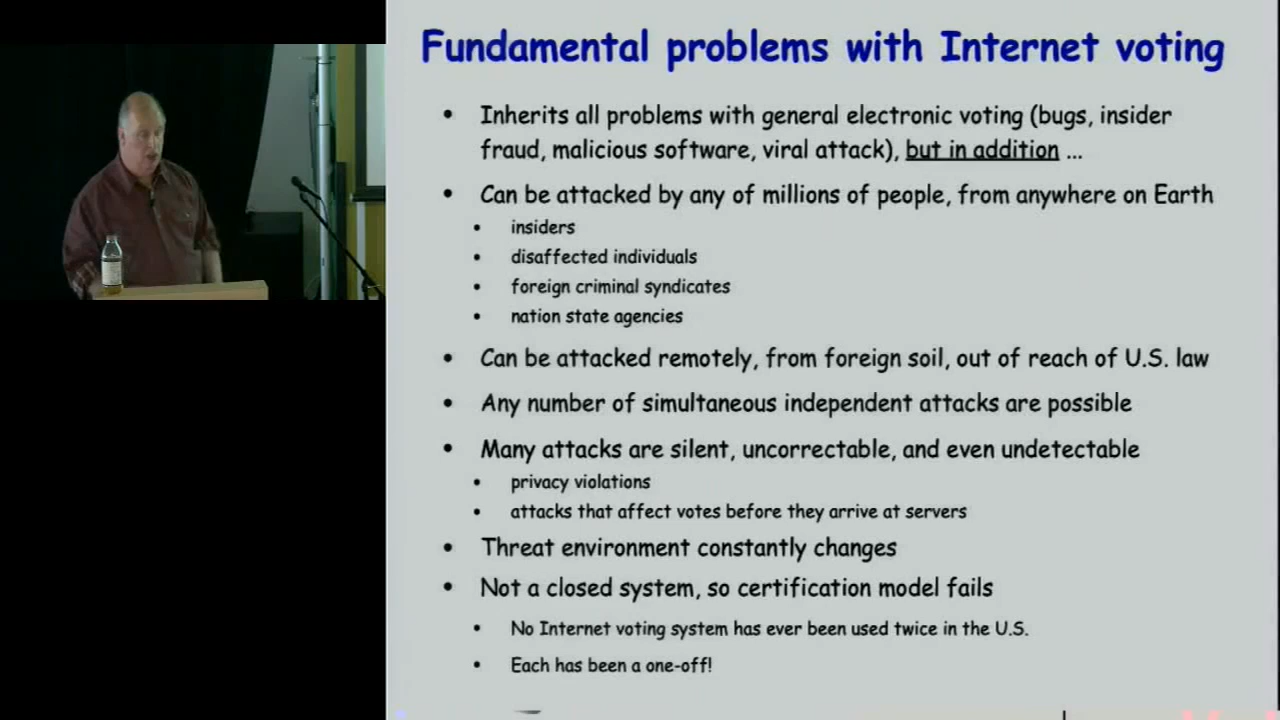 Fundamental problems with Internet voting
• Inherits all problems with general electronic voting (bugs, insider
fraud, malicious software, viral attack), but in addition ...
• Can be attacked by any of millions of people, from anywhere on Earth
• insiders
• disaffected individuals
• foreign criminal syndicates
• nation state agencies
• Can be attacked remotely, from foreign soil, out of reach of U.S. law
• Any number of simultaneous independent attacks are possible
• Many attacks are silent, uncorrectable, and even undetectable
• privacy violations
• attacks that affect votes before they arrive at servers
• Threat environment constantly changes
• Not a closed system, so certification model fails
• No Internet voting system has ever been used twice in the U.S.
• Each has been a one-off!